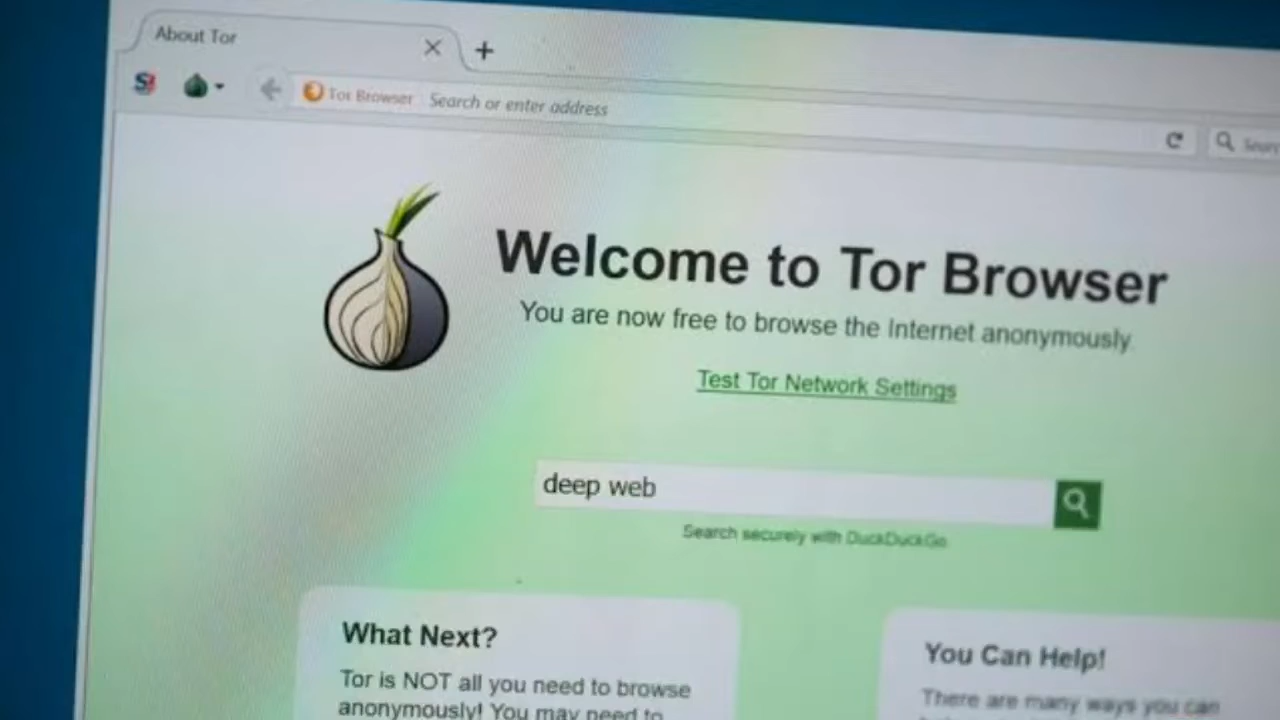 About Tor
Tor Browser Search or enter address
Welcome to Tor Browser
You are now free to browse the Internet anonymously.
Test Tor Network Settings
deep web
Search securely with DuckDuckGo.
What Next?
You Can Help!
Tor is NOT all you need to browse
anonymously! You may need to
There are many ways you can